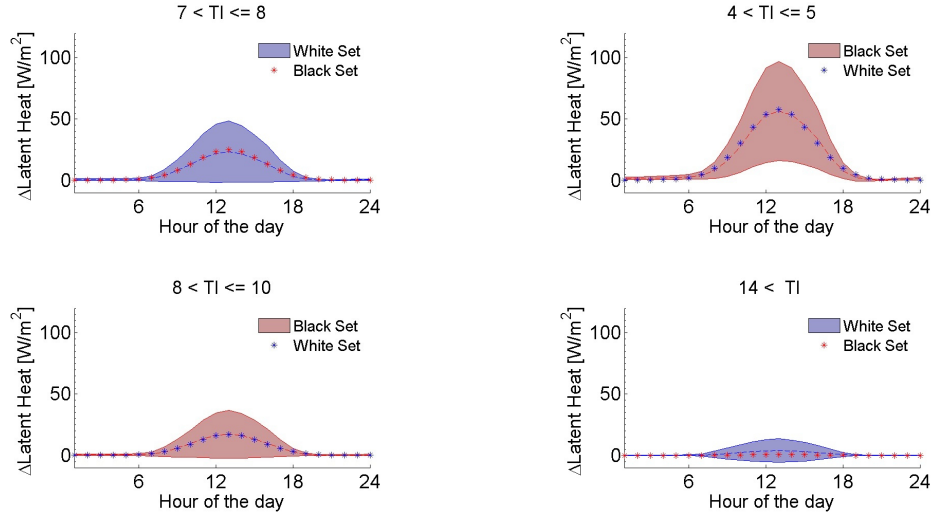 7 < TI <= 8
ΔLatent Heat [W/m²]
100
50
0
White Set
Black Set
6
12
18
24
Hour of the day
4 < TI <= 5
ΔLatent Heat [W/m²]
100
50
0
Black Set
White Set
6
12
18
24
Hour of the day
8 < TI <= 10
ΔLatent Heat [W/m²]
100
50
0
Black Set
White Set
6
12
18
24
Hour of the day
14 < TI
ΔLatent Heat [W/m²]
100
50
0
White Set
Black Set
6
12
18
24
Hour of the day